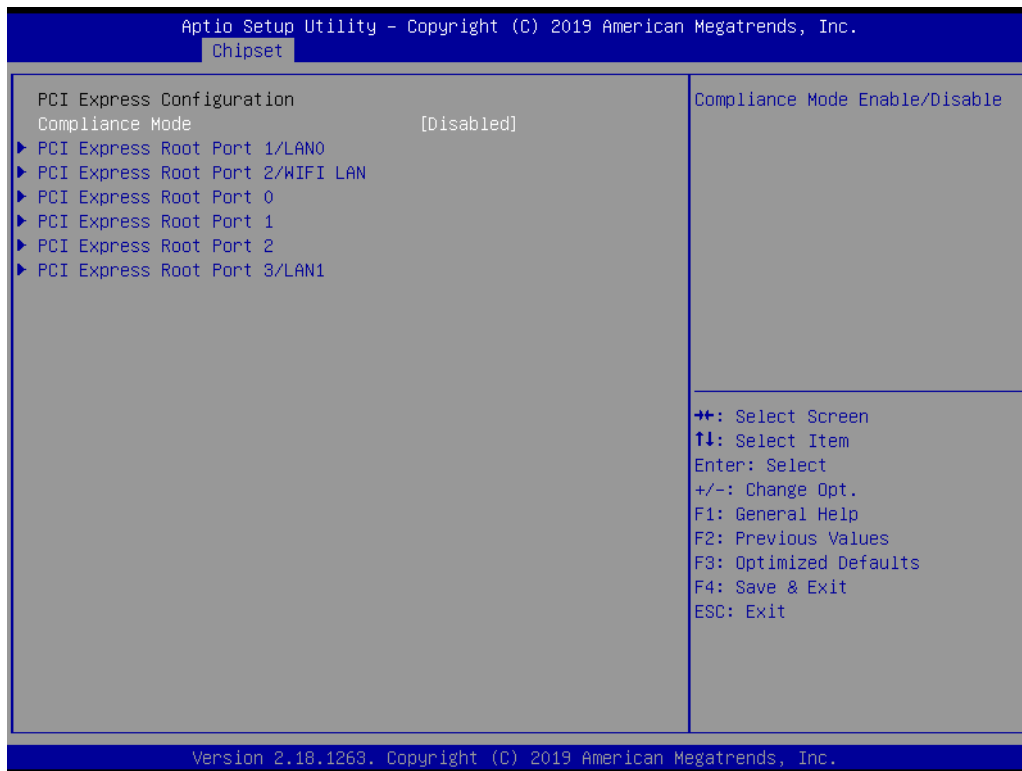 Aptio Setup Utility – Copyright (C) 2019 American Megatrends, Inc.
Chipset
PCI Express Configuration
Compliance Mode [Disabled]
► PCI Express Root Port 1/LAN0
► PCI Express Root Port 2/WIFI LAN
► PCI Express Root Port 0
► PCI Express Root Port 1
► PCI Express Root Port 2
► PCI Express Root Port 3/LAN1
Compliance Mode Enable/Disable
→←: Select Screen
↑↓: Select Item
Enter: Select
+/-: Change Opt.
F1: General Help
F2: Previous Values
F3: Optimized Defaults
F4: Save & Exit
ESC: Exit
Version 2.18.1263. Copyright (C) 2019 American Megatrends, Inc.